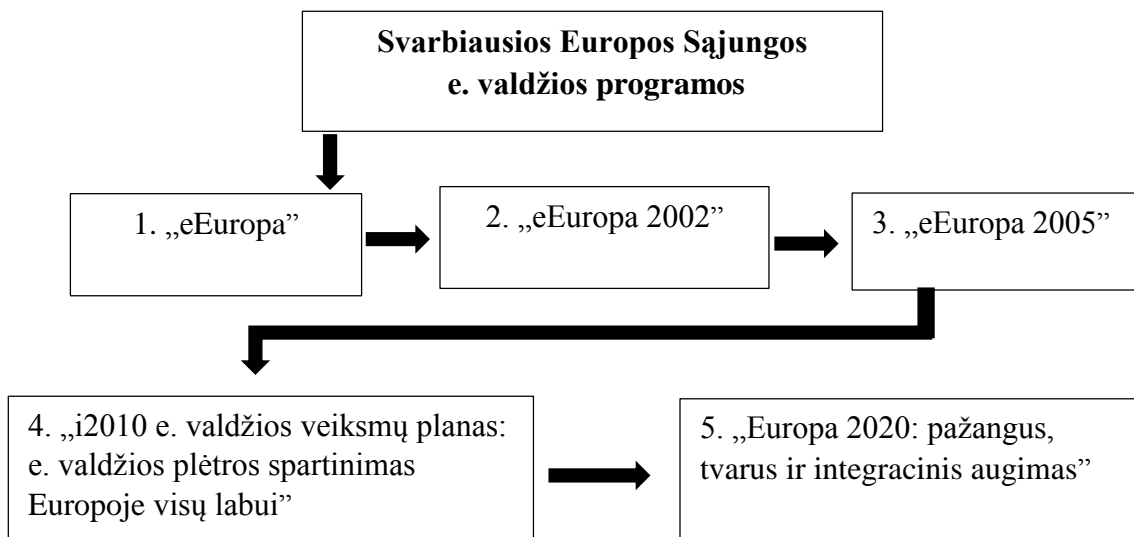 Svarbiausios Europos Sąjungos
e. valdžios programos
1. „eEuropa”
2. „eEuropa 2002”
3. „eEuropa 2005”
4. „i2010 e. valdžios veiksmų planas:
e. valdžios plėtros spartinimas
Europoje visų labui”
5. „Europa 2020: pažangus,
tvarus ir integracinis augimas”